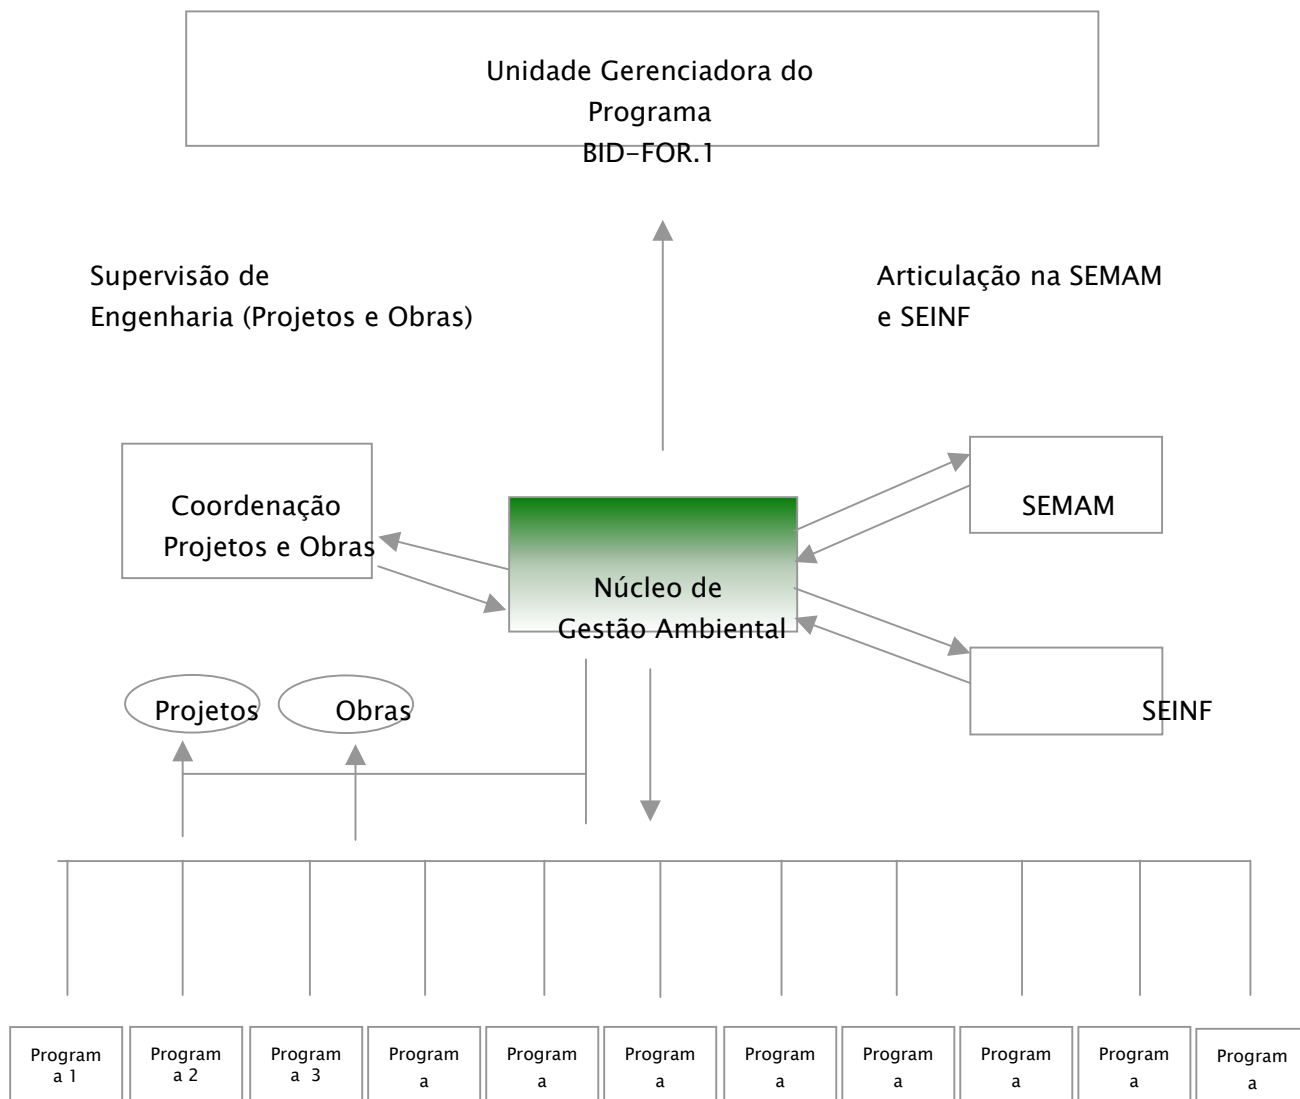 Unidade Gerenciadora do
Programa
BID-FOR.1
Supervisão de
Engenharia (Projetos e Obras)
Articulação na SEMAM
e SEINF
Coordenação
Projetos e Obras
SEMAM
Núcleo de
Gestão Ambiental
SEINF
Projetos
Obras
Program
a 1
Program
a 2
Program
a 3
Program
a
Program
a
Program
a
Program
a
Program
a
Program
a
Program
a
Program
a